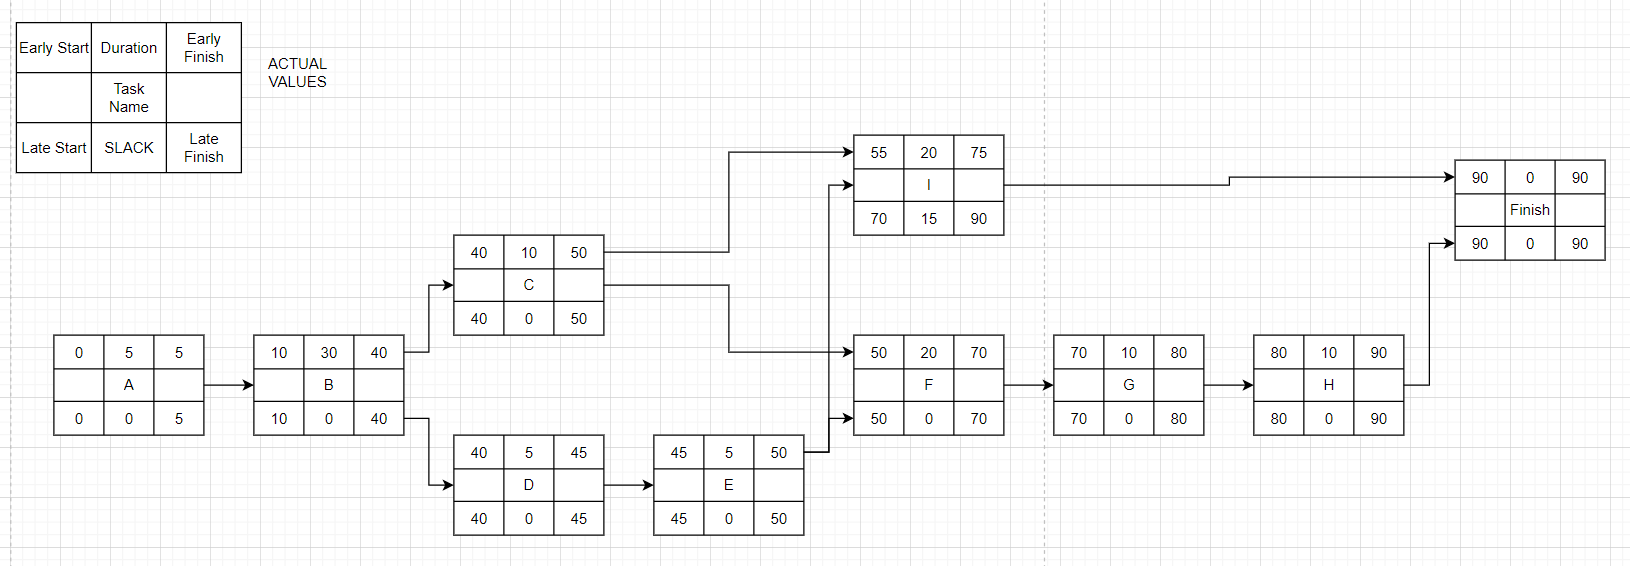 Early Start Duration Early
Finish
Task
Name
Late Start SLACK Late
Finish
ACTUAL
VALUES
55 20 75
I
70 15 90
90 0 90
Finish
90 0 90
40 10 50
C
40 0 50
0 5 5
A
0 0 5
10 30 40
B
10 0 40
50 20 70
F
50 0 70
70 10 80
G
70 0 80
80 10 90
H
80 0 90
40 5 45
D
40 0 45
45 5 50
E
45 0 50